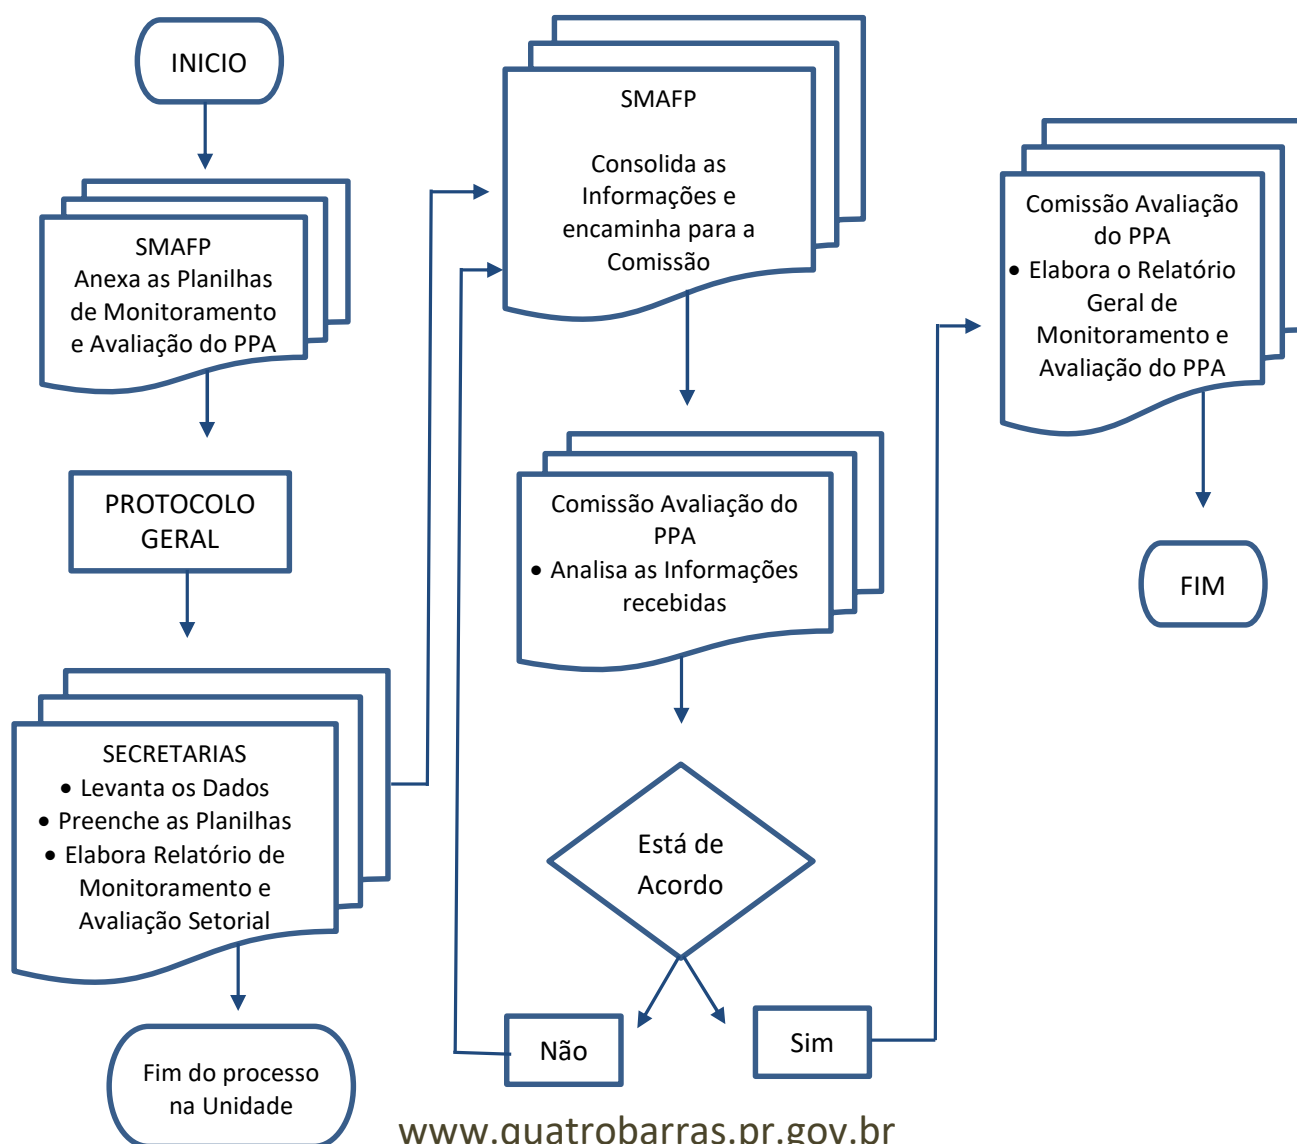 INICIO
SMAFP
Anexa as Planilhas
de Monitoramento
e Avaliação do PPA
PROTOCOLO
GERAL
SECRETARIAS
• Levanta os Dados
• Preenche as Planilhas
• Elabora Relatório de
Monitoramento e
Avaliação Setorial
Fim do processo
na Unidade
SMAFP
Consolida as
Informações e
encaminha para a
Comissão
Comissão Avaliação do
PPA
• Analisa as Informações
recebidas
Está de
Acordo
Não
Sim
Comissão Avaliação
do PPA
• Elabora o Relatório
Geral de
Monitoramento e
Avaliação do PPA
FIM
www.quatrobarras.pr.gov.br